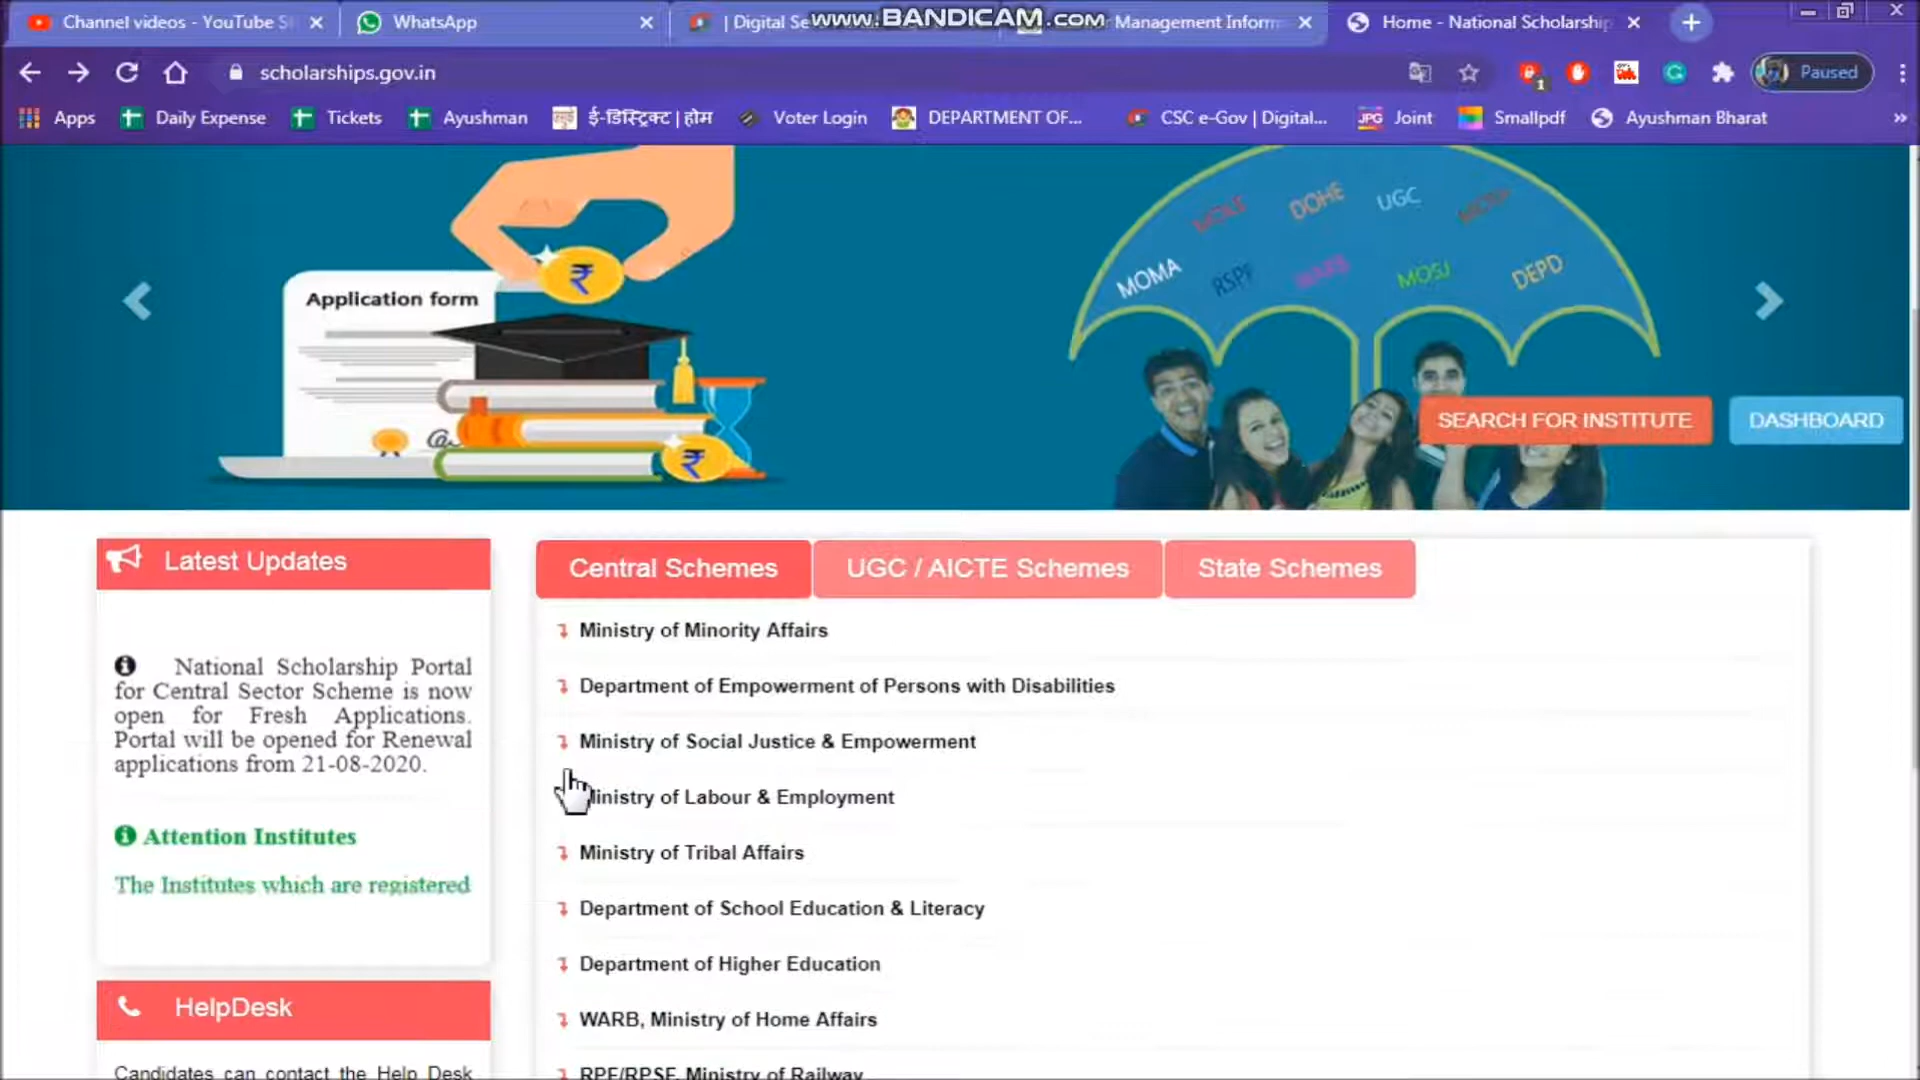 Channel videos - YouTube S
WhatsApp
| Digital Se
www.BANDICAM.com
Management Inform
Home - National Scholarship
scholarships.gov.in
1
Paused
Apps
Daily Expense
Tickets
Ayushman
ई-डिस्ट्रिक्ट | होम
Voter Login
DEPARTMENT OF...
CSC e-Gov | Digital...
JPG
Joint
Smallpdf
Ayushman Bharat
Application form
₹
₹
DOHE
UGC
MOMA
RSPF
WARB
MOSJ
DEPD
SEARCH FOR INSTITUTE
DASHBOARD
Latest Updates
National Scholarship Portal
for Central Sector Scheme is now
open for Fresh Applications.
Portal will be opened for Renewal
applications from 21-08-2020.
Attention Institutes
The Institutes which are registered
HelpDesk
Candidates can contact the Help Desk
Central Schemes
UGC / AICTE Schemes
State Schemes
Ministry of Minority Affairs
Department of Empowerment of Persons with Disabilities
Ministry of Social Justice & Empowerment
Ministry of Labour & Employment
Ministry of Tribal Affairs
Department of School Education & Literacy
Department of Higher Education
WARB, Ministry of Home Affairs
RPF/RPSF, Ministry of Railway